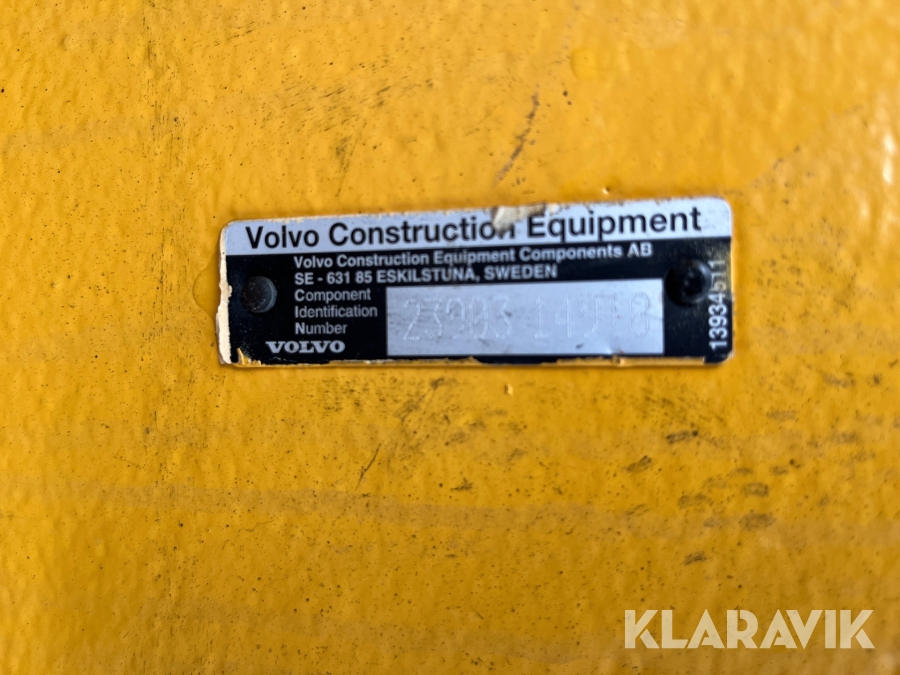 Volvo Construction Equipment
Volvo Construction Equipment Components AB
SE - 631 85 ESKILSTUNA, SWEDEN
Component
Identification
Number
VOLVO
13934511
KLARAVIK